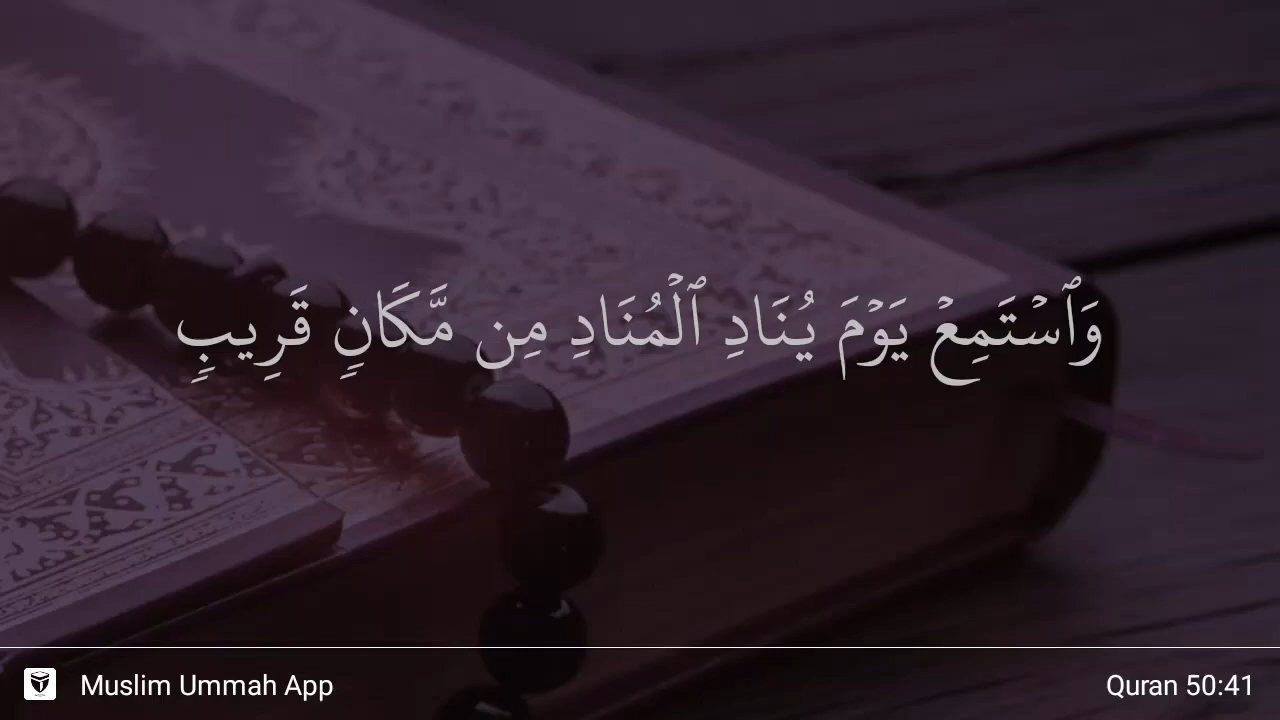 وَٱسْتَمِعْ يَوْمَ يُنَادِ ٱلْمُنَادِ مِن مَّكَانٍ قَرِيبٍ
Muslim Ummah App
Quran 50:41